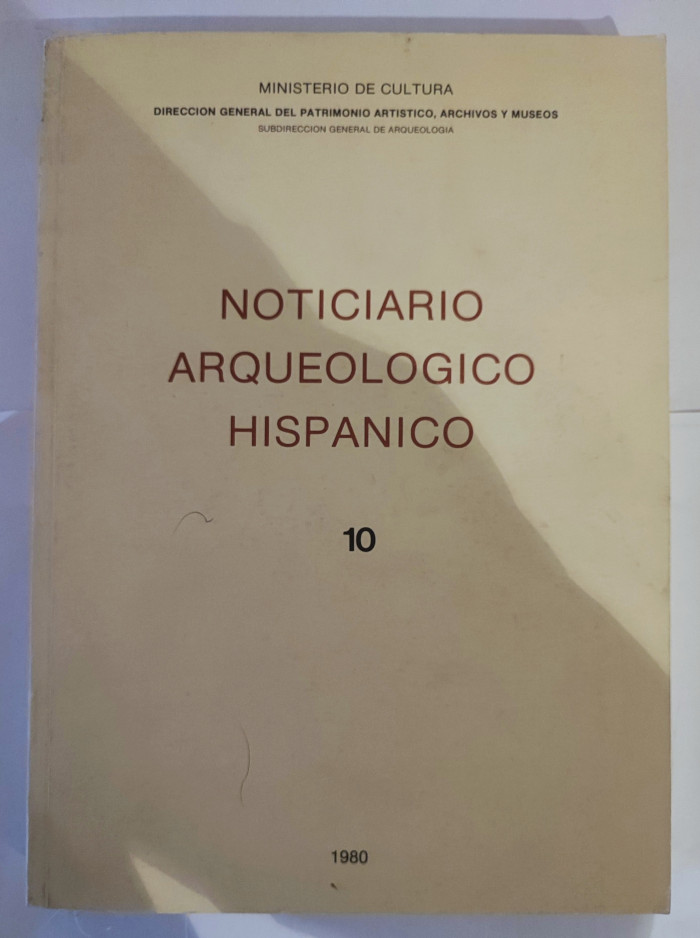 MINISTERIO DE CULTURA
DIRECCION GENERAL DEL PATRIMONIO ARTISTICO, ARCHIVOS Y MUSEOS
SUBDIRECCION GENERAL DE ARQUEOLOGIA
NOTICIARIO
ARQUEOLOGICO
HISPANICO
10
1980